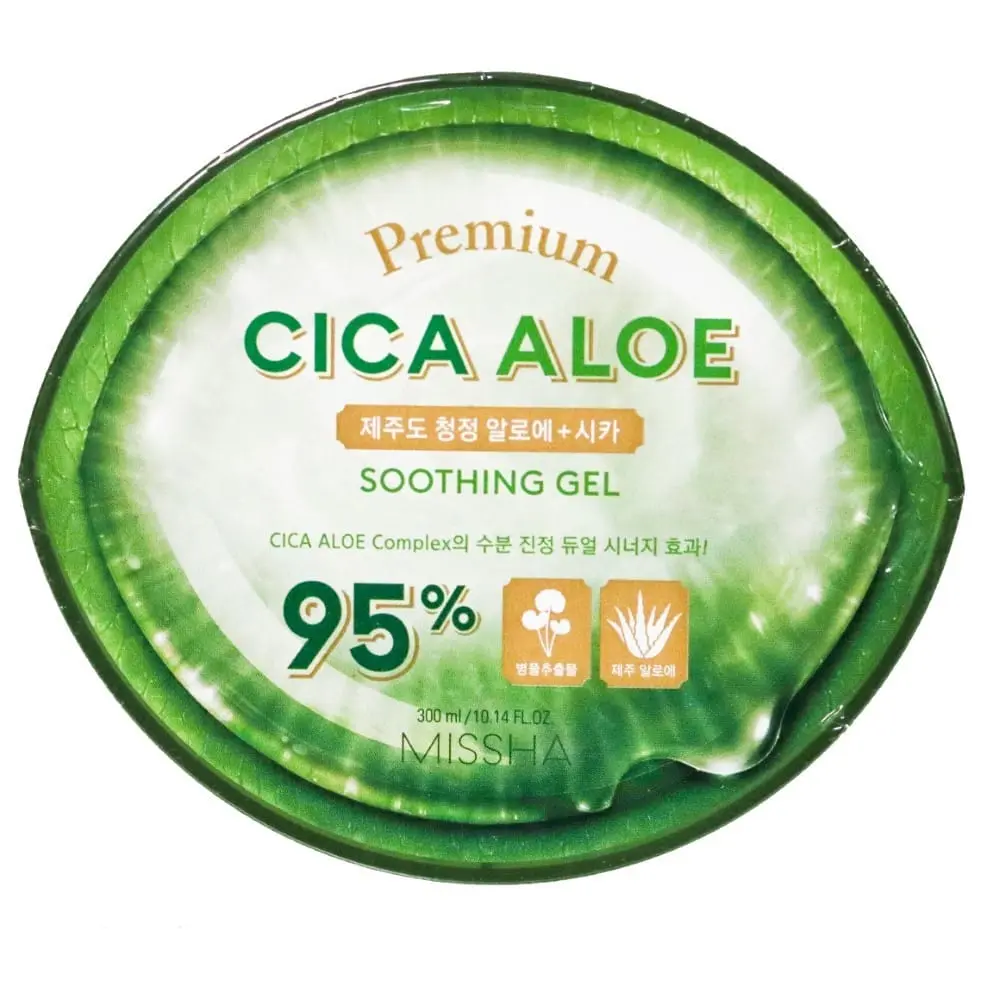 Premium
CICA ALOE
제주도 청정 알로에+시카
SOOTHING GEL
CICA ALOE Complex의 수분 진정 듀얼 시너지 효과!
95%
병풀추출물
제주 알로에
300 ml/10.14 FL.OZ.
MISSHA